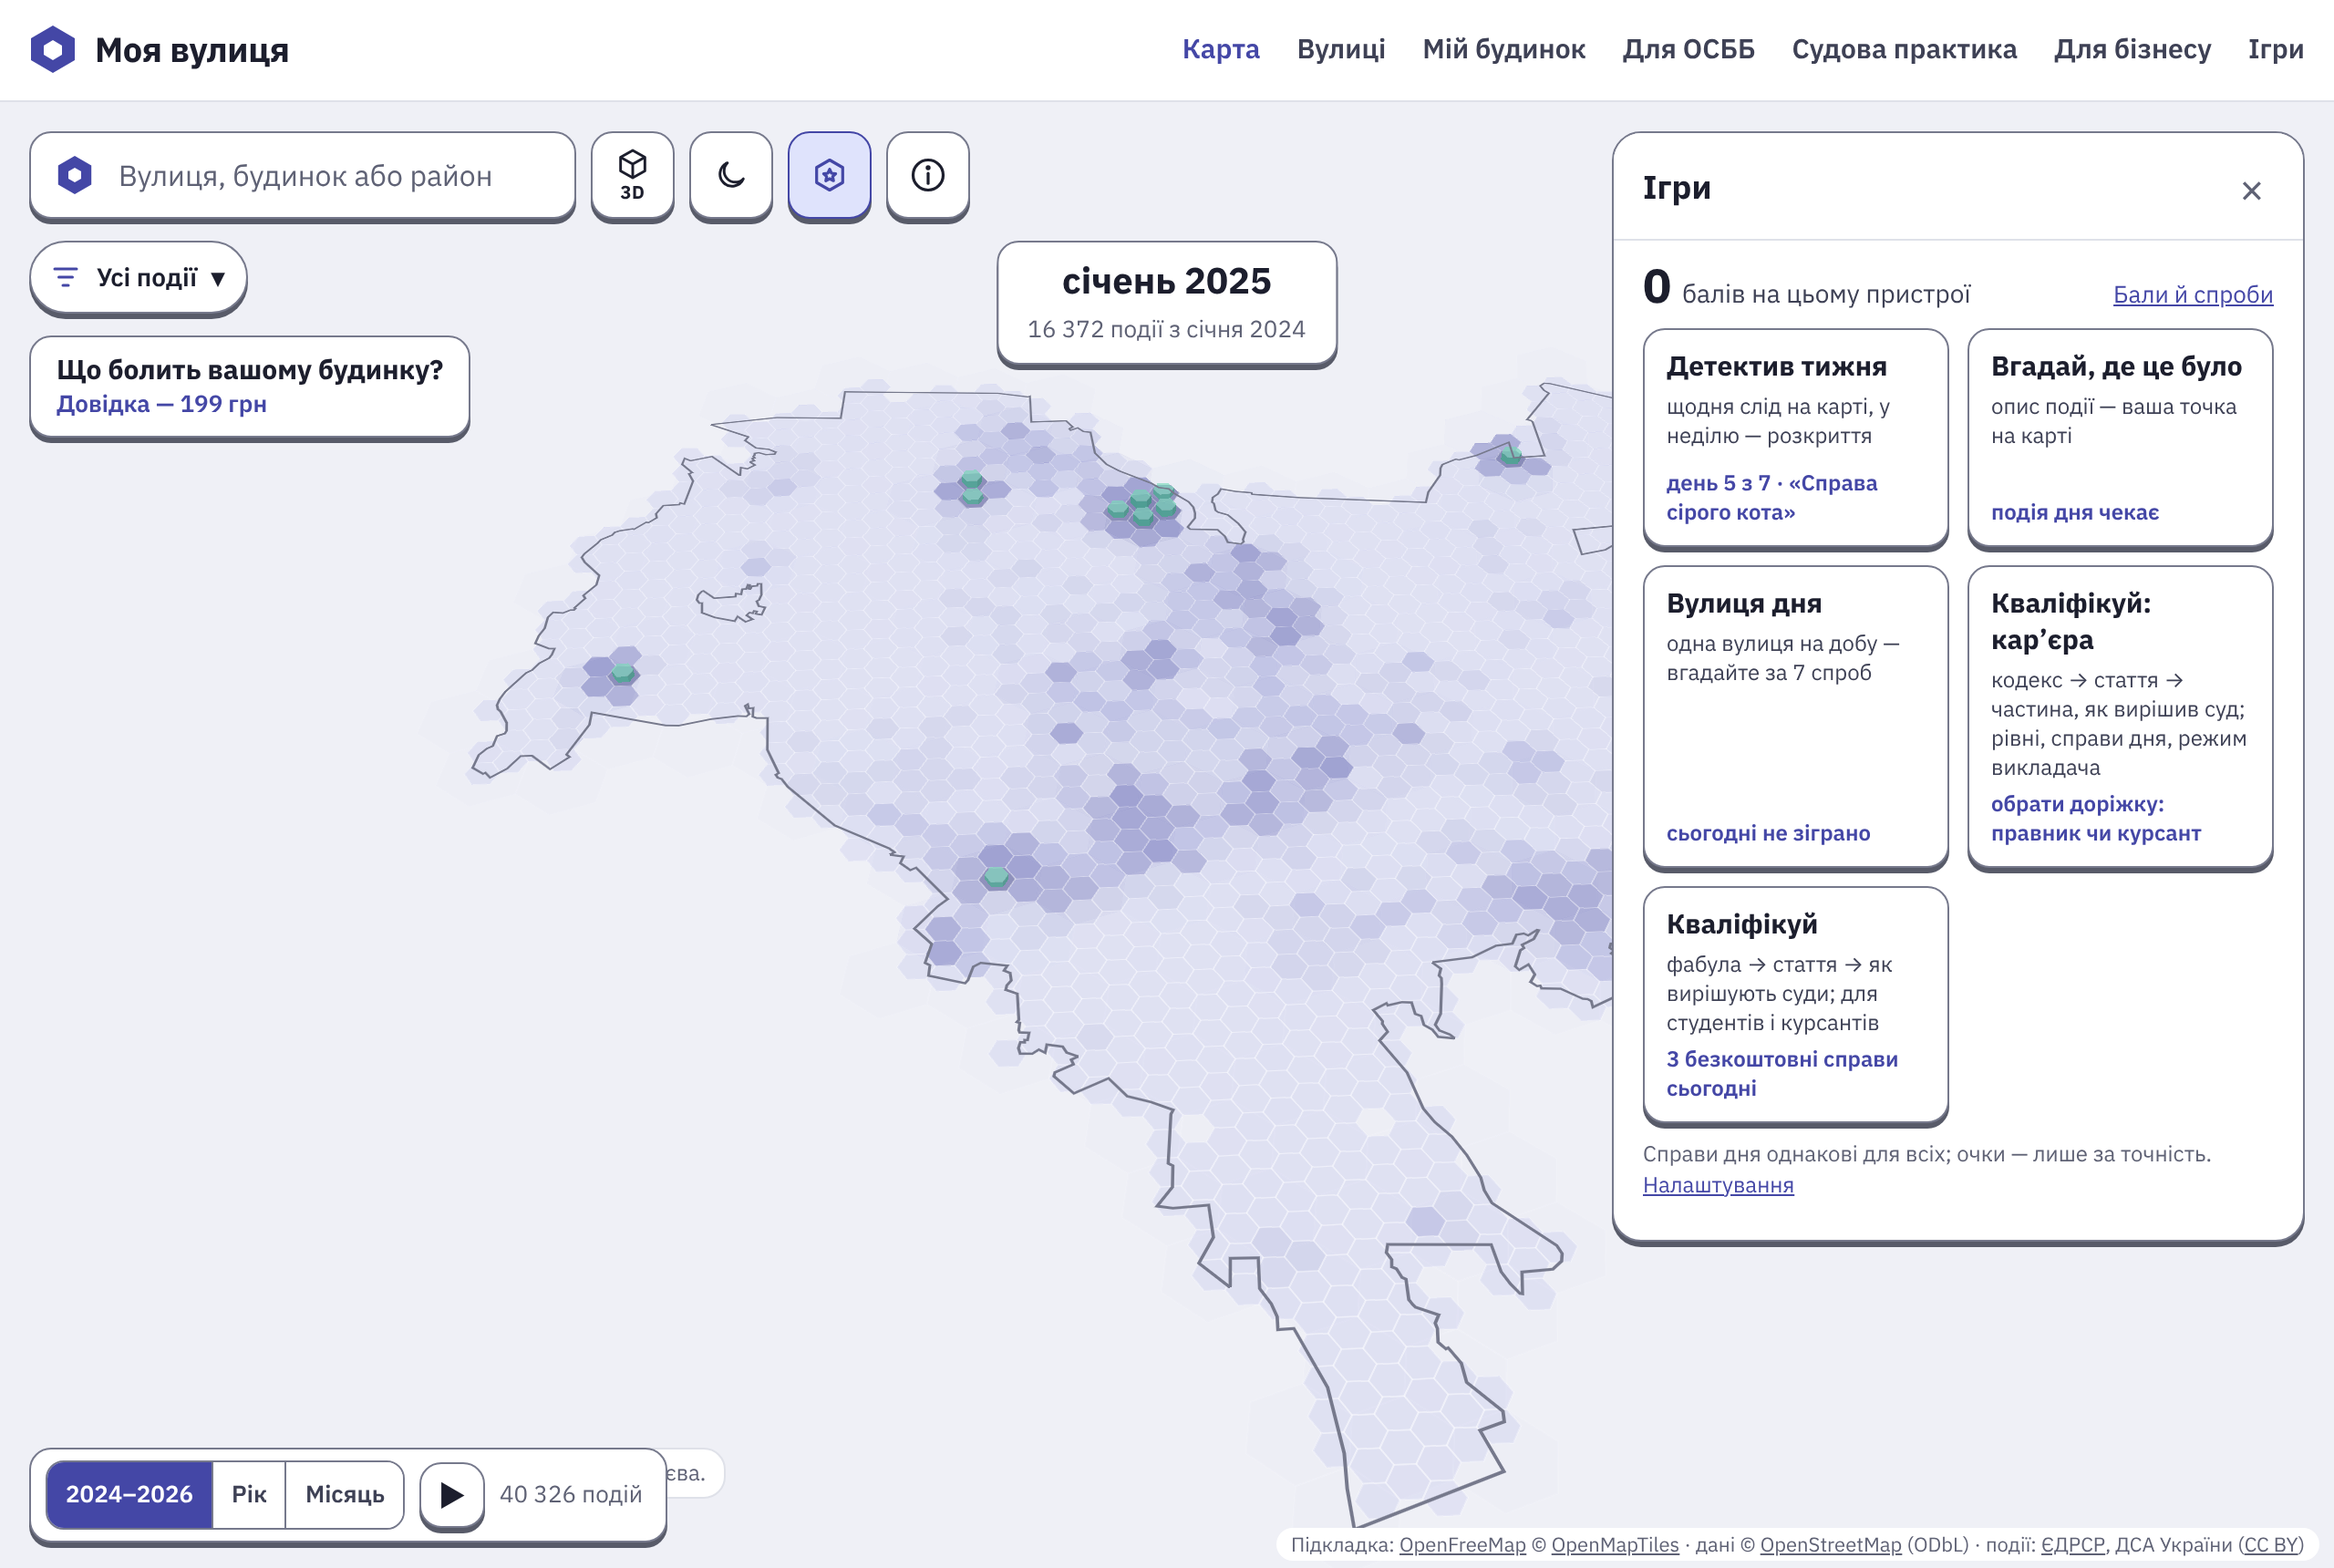 Моя вулиця
Карта Вулиці Мій будинок Для ОСББ Судова практика Для бізнесу Ігри
Вулиця, будинок або район
3D
Усі події ▼
Що болить вашому будинку?
Довідка — 199 грн
січень 2025
16 372 події з січня 2024
Ігри
0 балів на цьому пристрої
Бали й спроби
Детектив тижня
щодня слід на карті, у
неділю — розкриття
день 5 з 7 · «Справа
сірого кота»
Вгадай, де це було
опис події — ваша точка
на карті
подія дня чекає
Вулиця дня
одна вулиця на добу —
вгадайте за 7 спроб
сьогодні не зіграно
Кваліфікуй:
кар’єра
кодекс → стаття →
частина, як вирішив суд;
рівні, справи дня, режим
викладача
обрати доріжку:
правник чи курсант
Кваліфікуй
фабула → стаття → як
вирішують суди; для
студентів і курсантів
3 безкоштовні справи
сьогодні
Справи дня однакові для всіх; очки — лише за точність.
Налаштування
2024–2026 Рік Місяць 40 326 подій
єва.
Підкладка: OpenFreeMap © OpenMapTiles · дані © OpenStreetMap (ODbL) · події: ЄДРСР, ДСА України (CC BY)